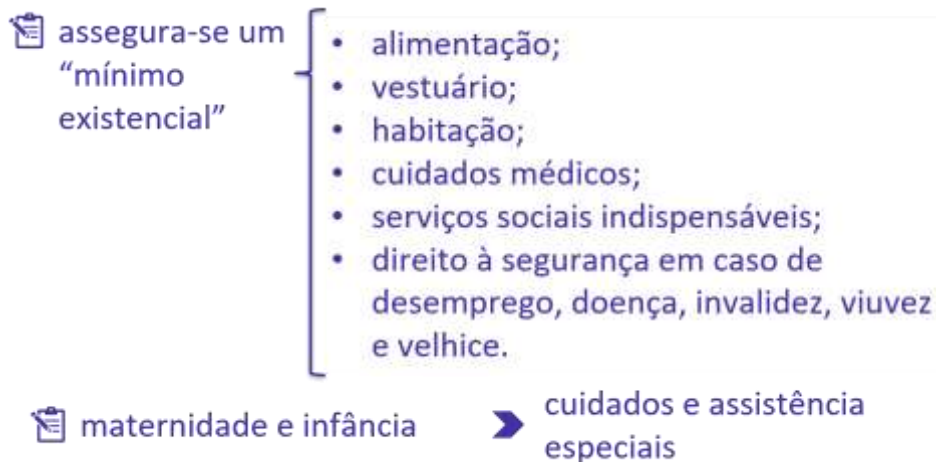 assegura-se um
“mínimo
existencial”
• alimentação;
• vestuário;
• habitação;
• cuidados médicos;
• serviços sociais indispensáveis;
• direito à segurança em caso de
desemprego, doença, invalidez, viuvez
e velhice.
maternidade e infância
cuidados e assistência
especiais